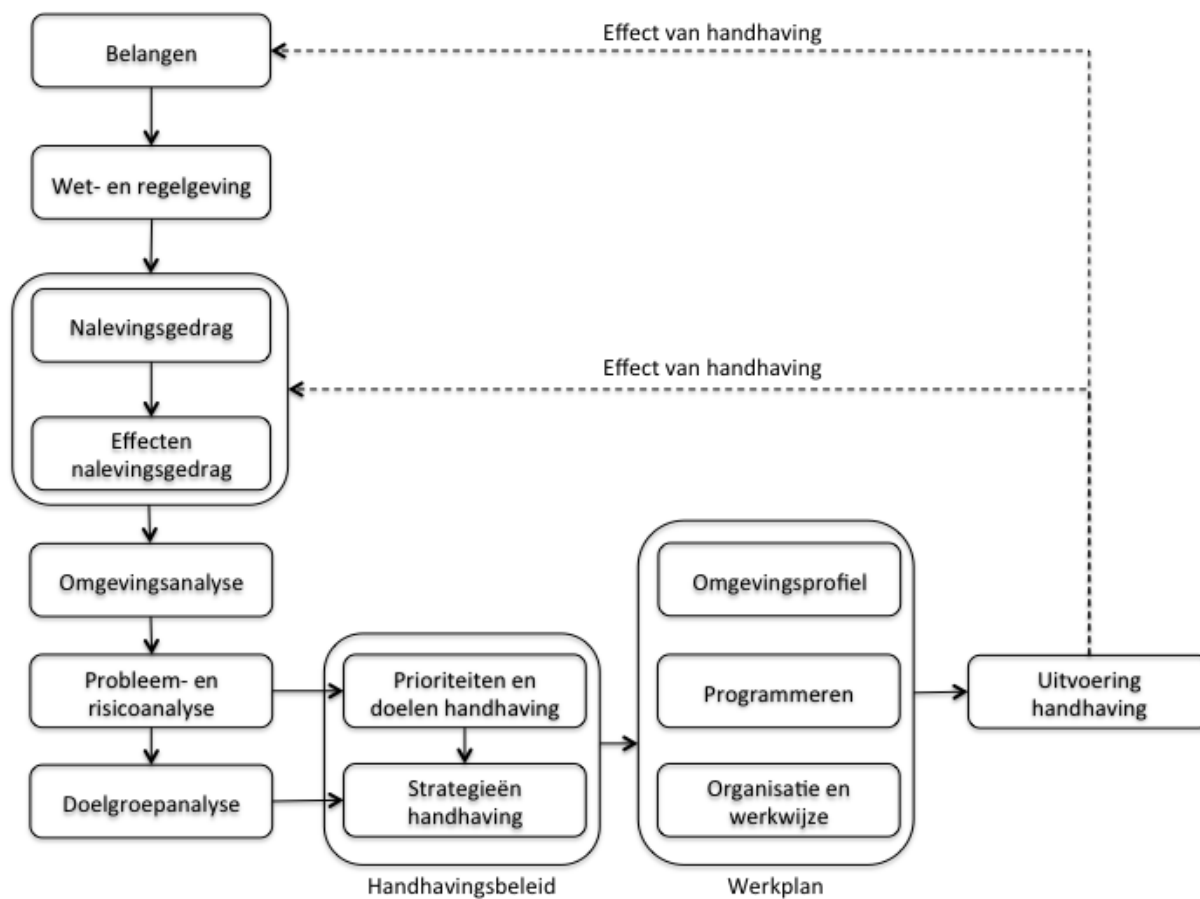 Belangen
Effect van handhaving
Wet- en regelgeving
Nalevingsgedrag
Effect van handhaving
Effecten
nalevingsgedrag
Omgevingsanalyse
Omgevingsprofiel
Probleem- en
risicoanalyse
Prioriteiten en
doelen handhaving
Programmeren
Uitvoering
handhaving
Doelgroepanalyse
Strategieën
handhaving
Organisatie en
werkwijze
Handhavingsbeleid
Werkplan